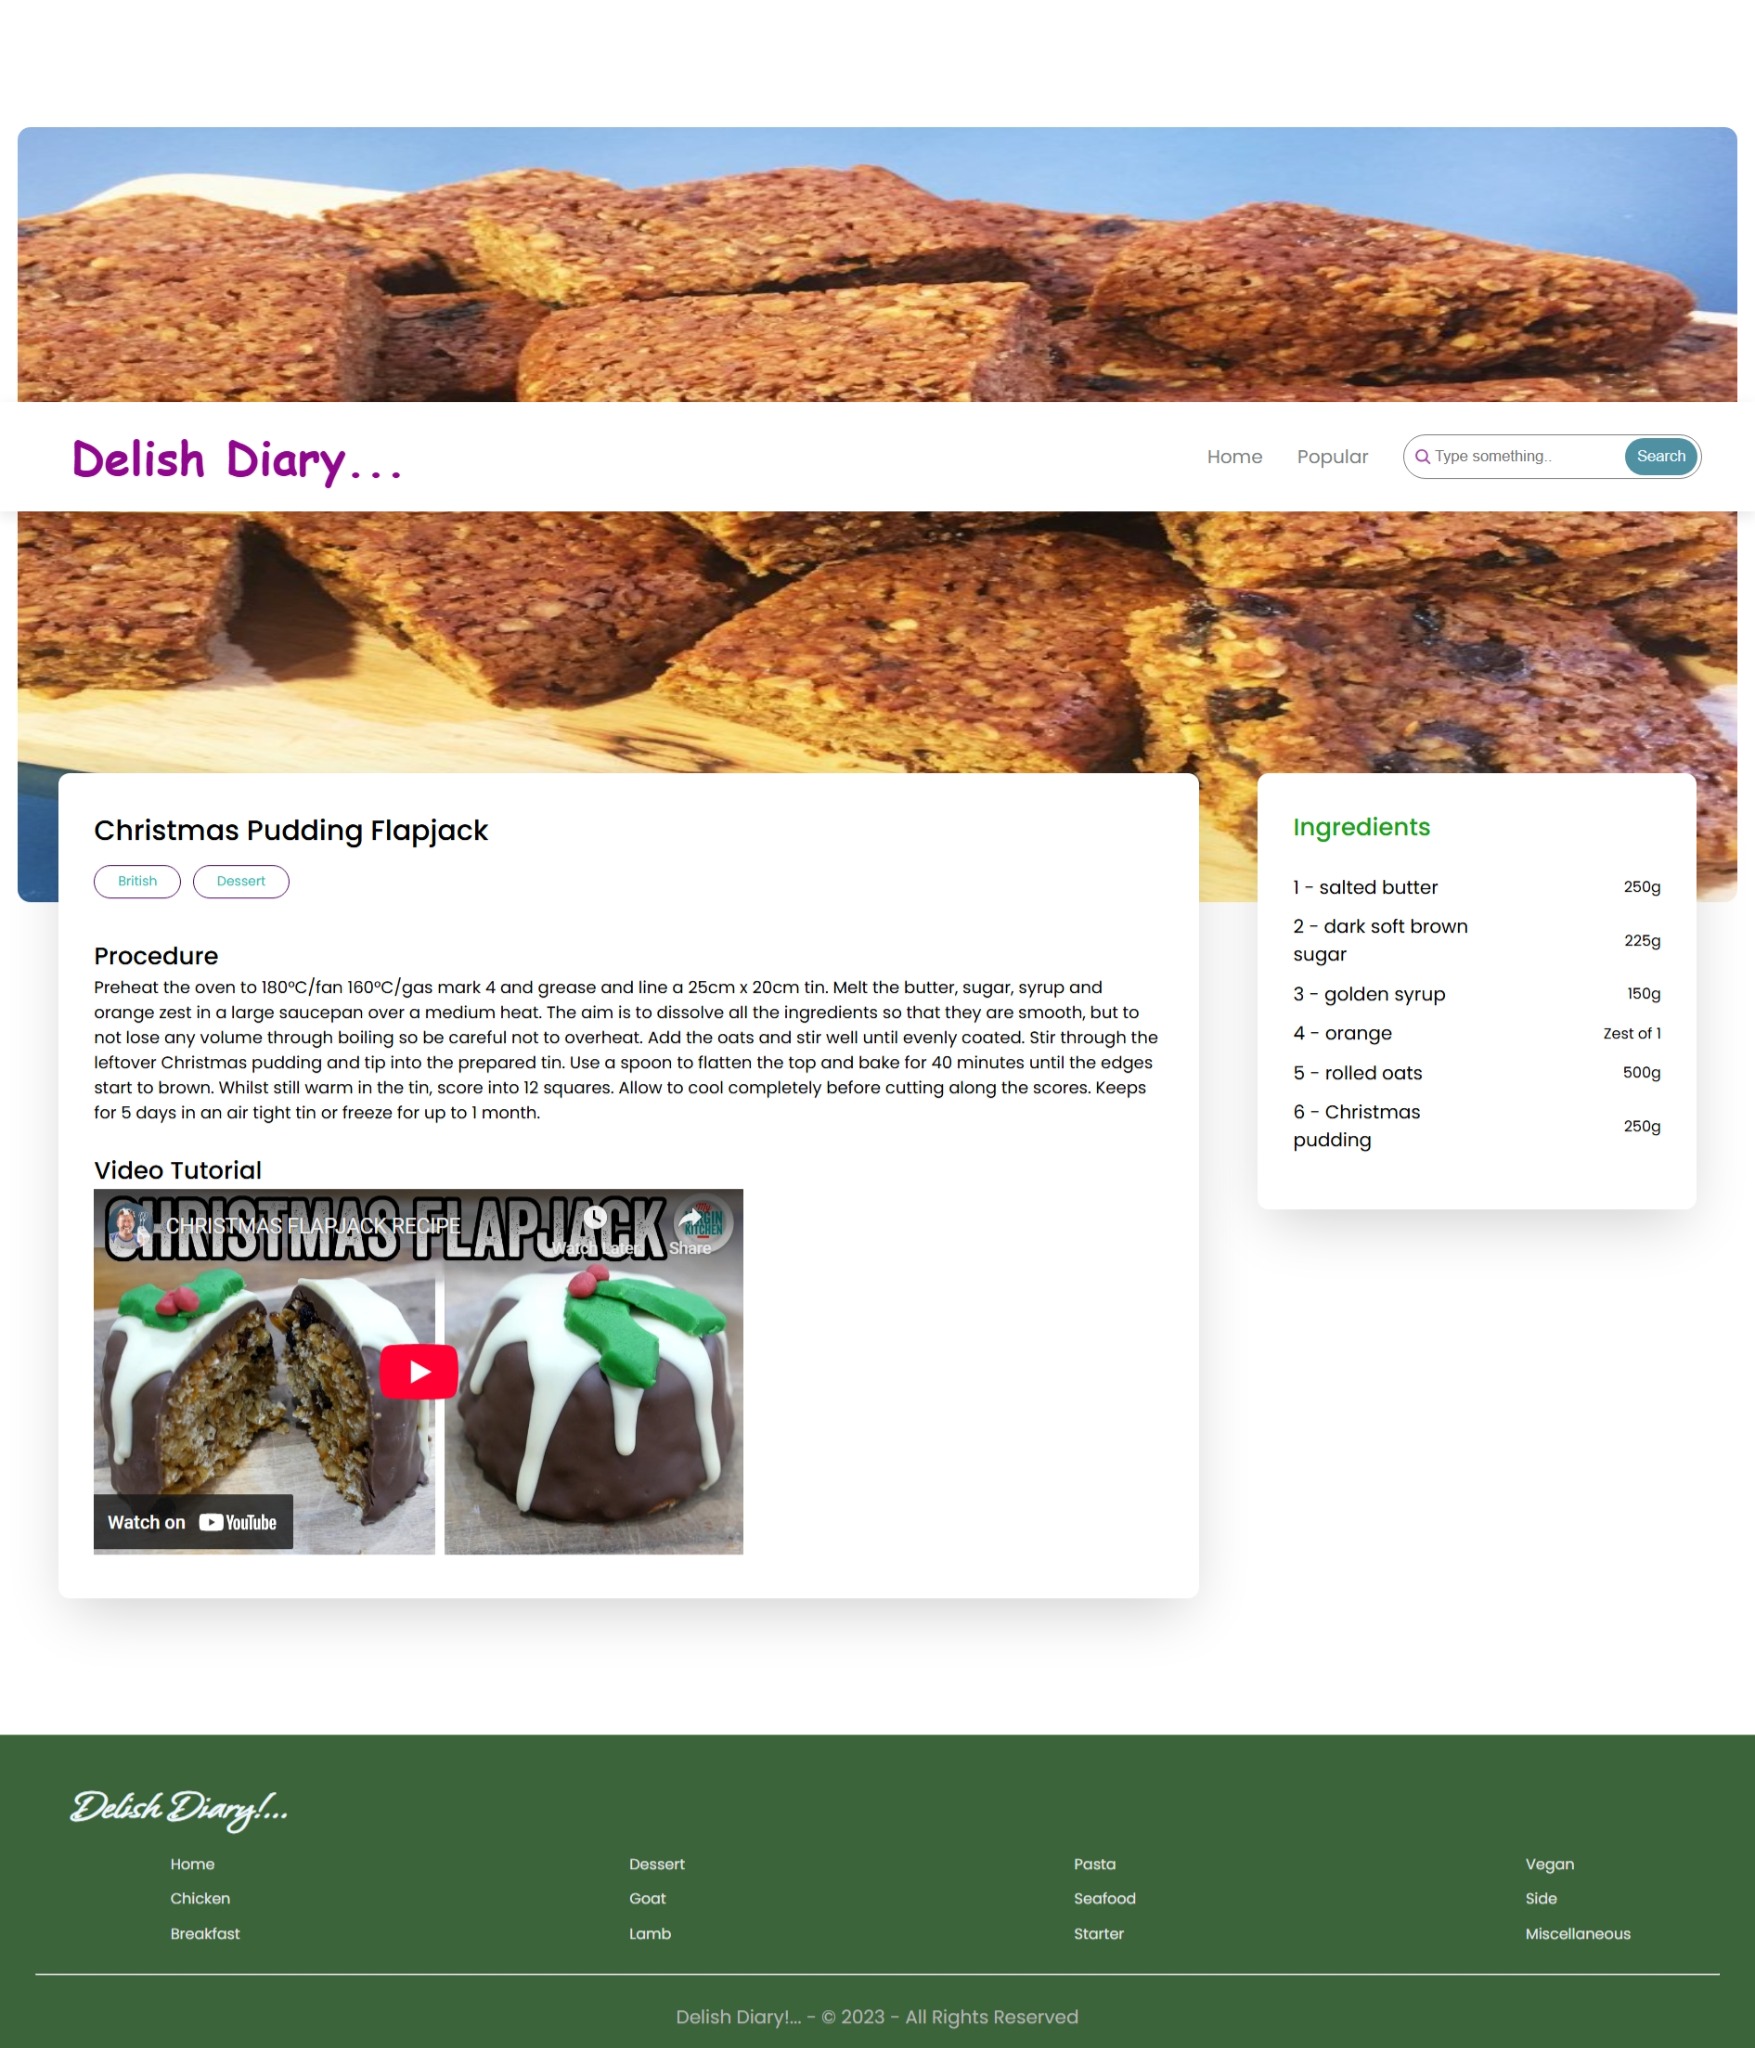 Delish Diary...
Home
Popular
Type something..
Search
Christmas Pudding Flapjack
British
Dessert
Procedure
Preheat the oven to 180ºC/fan 160ºC/gas mark 4 and grease and line a 25cm x 20cm tin. Melt the butter, sugar, syrup and
orange zest in a large saucepan over a medium heat. The aim is to dissolve all the ingredients so that they are smooth, but to
not lose any volume through boiling so be careful not to overheat. Add the oats and stir well until evenly coated. Stir through the
leftover Christmas pudding and tip into the prepared tin. Use a spoon to flatten the top and bake for 40 minutes until the edges
start to brown. Whilst still warm in the tin, score into 12 squares. Allow to cool completely before cutting along the scores. Keeps
for 5 days in an air tight tin or freeze for up to 1 month.
Video Tutorial
CHRISTMAS FLAPJACK
CHRISTMAS FLAPJACK RECIPE
Watch Later
Share
KITCHEN
Watch on YouTube
Ingredients
1 - salted butter 250g
2 - dark soft brown
sugar 225g
3 - golden syrup 150g
4 - orange Zest of 1
5 - rolled oats 500g
6 - Christmas
pudding 250g
Delish Diary!...
Home
Chicken
Breakfast
Dessert
Goat
Lamb
Pasta
Seafood
Starter
Vegan
Side
Miscellaneous
Delish Diary!... - © 2023 - All Rights Reserved